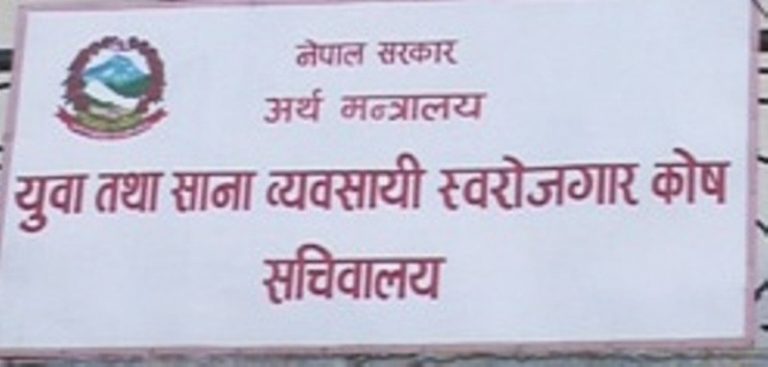 नेपाल सरकार
अर्थ मन्त्रालय
युवा तथा साना व्यवसायी स्वरोजगार कोष
सचिवालय